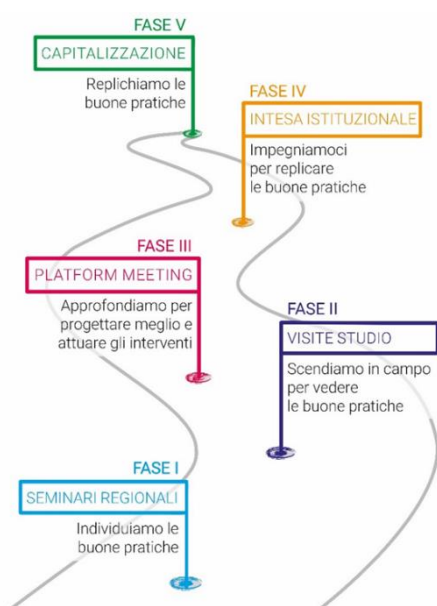 FASE V
CAPITALIZZAZIONE
Replichiamo le
buone pratiche
FASE IV
INTESA ISTITUZIONALE
Impegniamoci
per replicare
le buone pratiche
FASE III
PLATFORM MEETING
Approfondiamo per
progettare meglio e
attuare gli interventi
FASE II
VISITE STUDIO
Scendiamo in campo
per vedere
le buone pratiche
FASE I
SEMINARI REGIONALI
Individuiamo le
buone pratiche